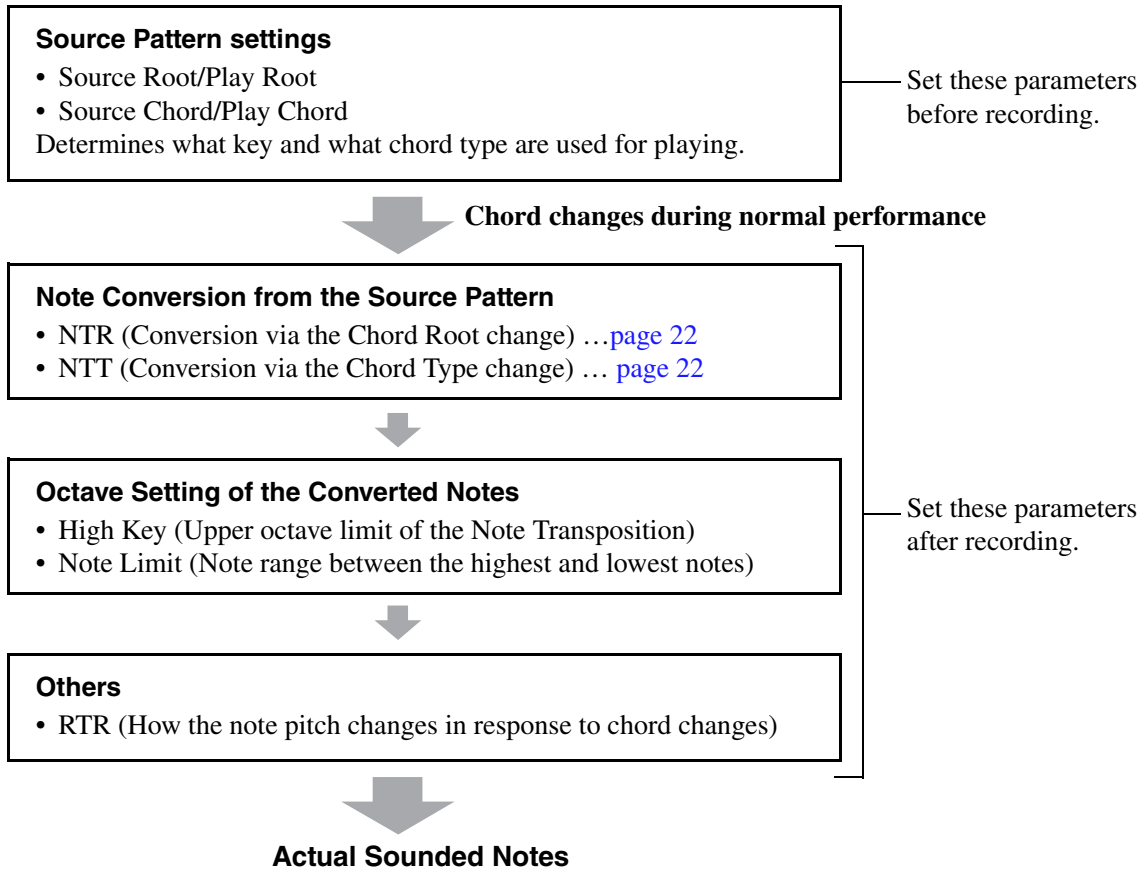 Source Pattern settings
• Source Root/Play Root
• Source Chord/Play Chord
Determines what key and what chord type are used for playing.
Set these parameters
before recording.
Chord changes during normal performance
Note Conversion from the Source Pattern
• NTR (Conversion via the Chord Root change) …page 22
• NTT (Conversion via the Chord Type change) … page 22
Octave Setting of the Converted Notes
• High Key (Upper octave limit of the Note Transposition)
• Note Limit (Note range between the highest and lowest notes)
Set these parameters
after recording.
Others
• RTR (How the note pitch changes in response to chord changes)
Actual Sounded Notes